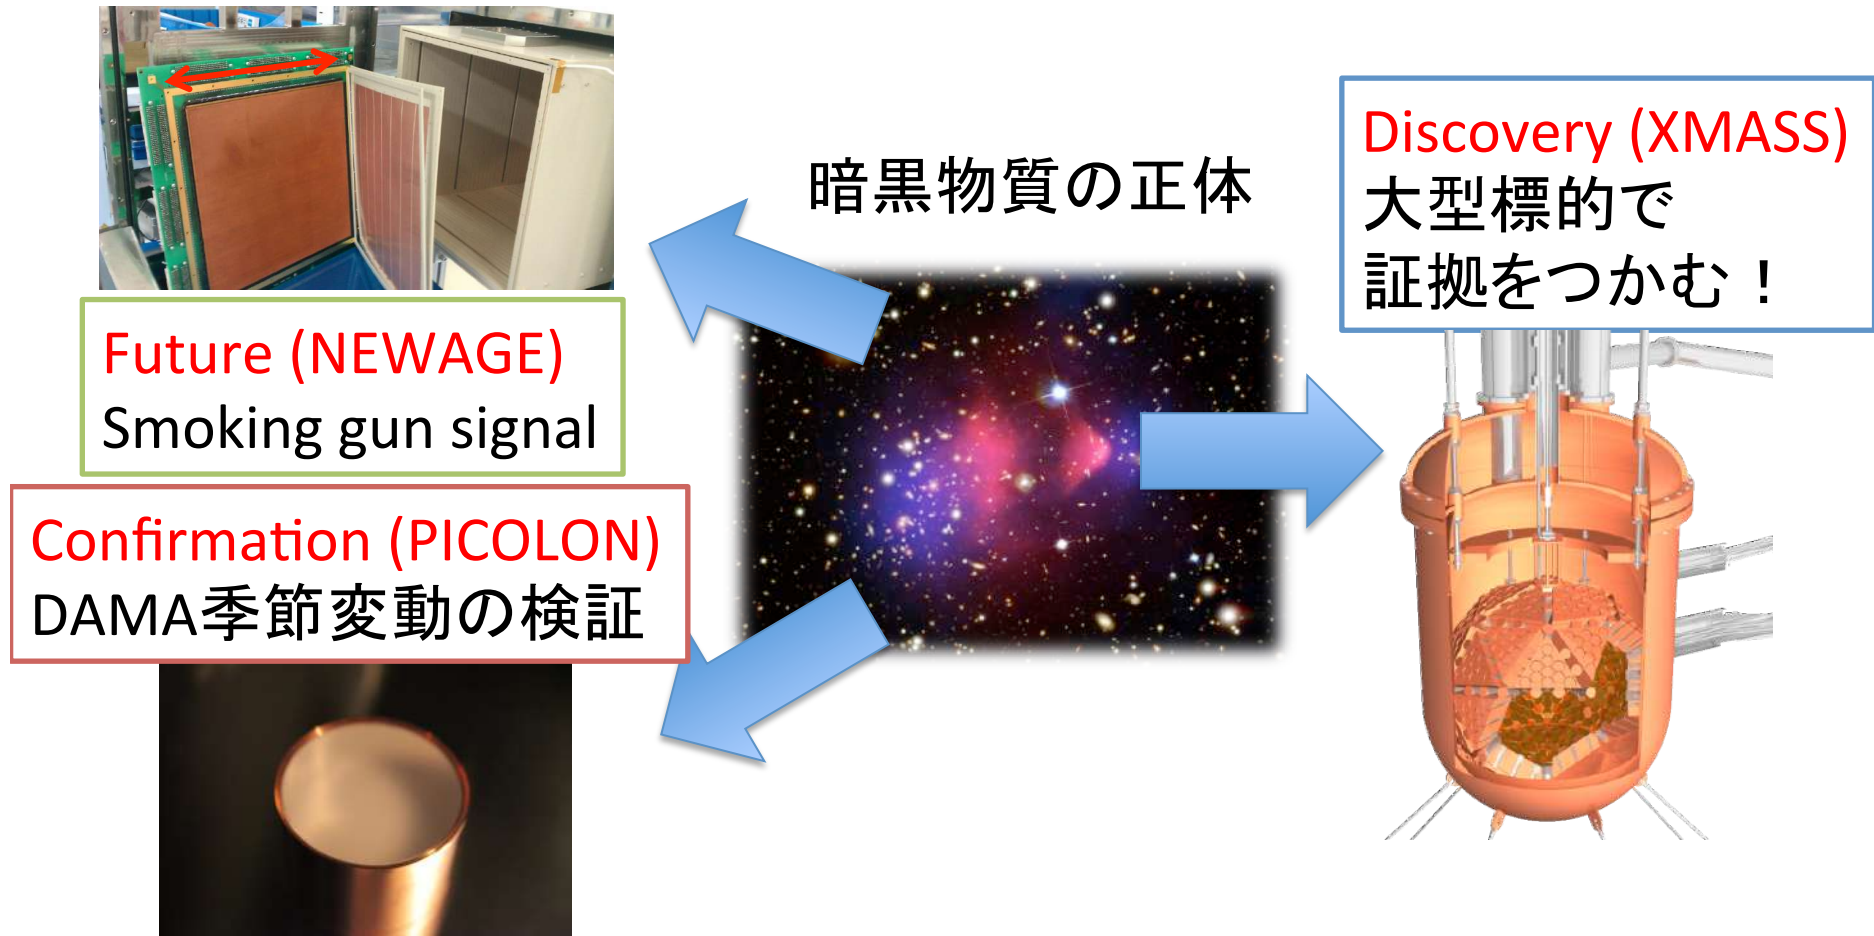 暗黒物質の正体
Future (NEWAGE)
Smoking gun signal
Confirmation (PICOLON)
DAMA季節変動の検証
Discovery (XMASS)
大型標的で
証拠をつかむ！